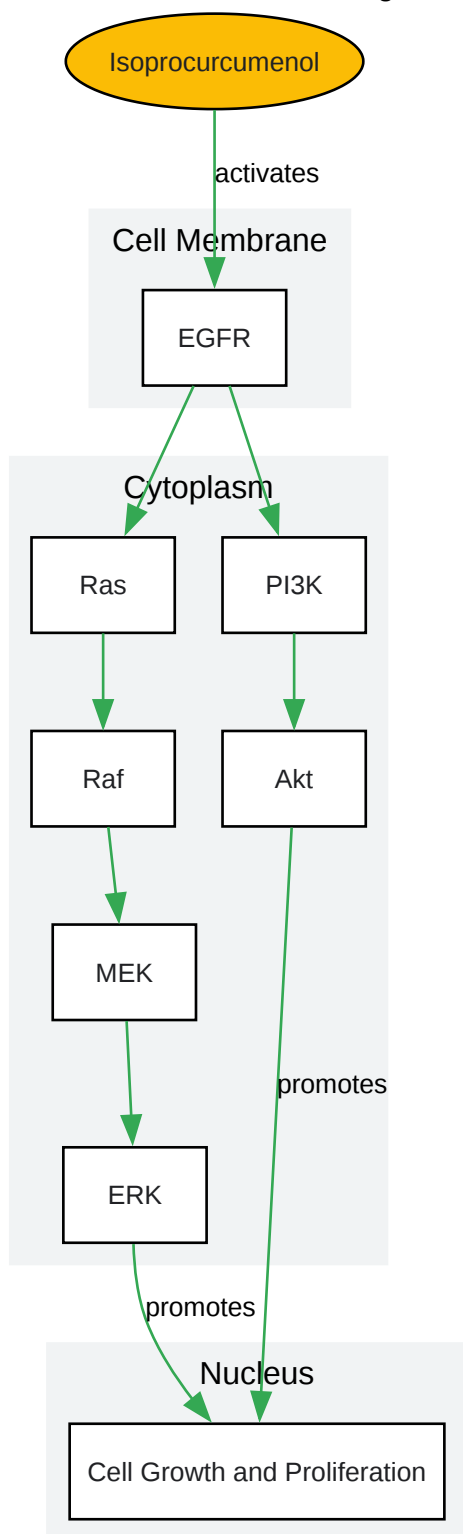 Isoprocurcumenol
activates
Cell Membrane
EGFR
Cytoplasm
Ras
PI3K
Raf
Akt
MEK
promotes
ERK
promotes
Nucleus
Cell Growth and Proliferation